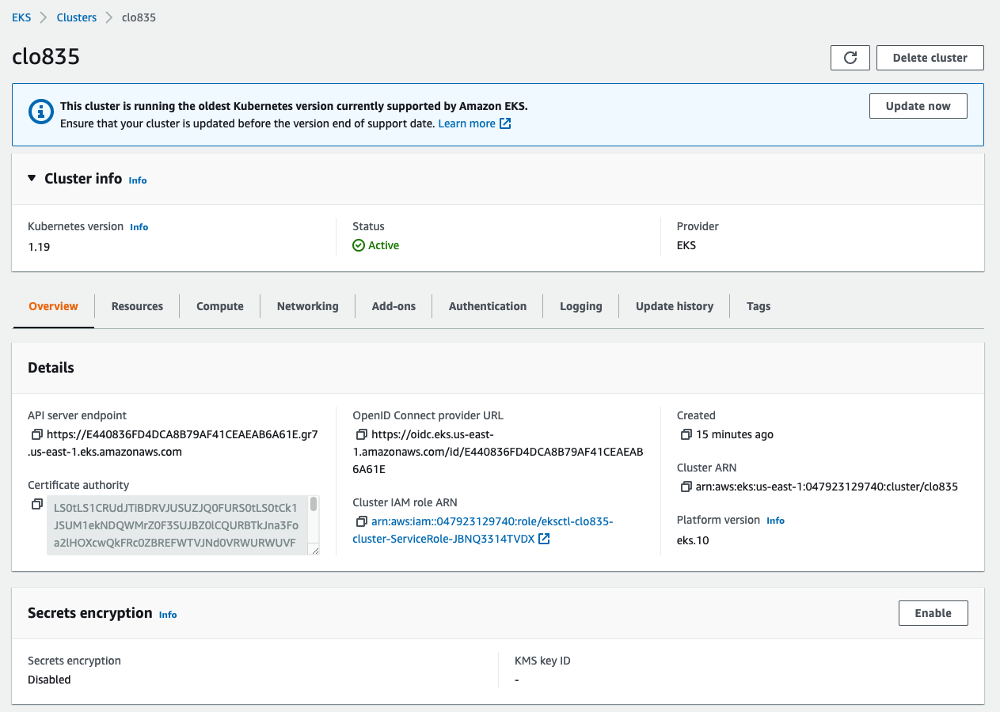 EKS
Clusters
clo835
clo835
Delete cluster
This cluster is running the oldest Kubernetes version currently supported by Amazon EKS.
Ensure that your cluster is updated before the version end of support date. Learn more
Update now
Cluster info Info
Kubernetes version Info
1.19
Status
Active
Provider
EKS
Overview
Resources
Compute
Networking
Add-ons
Authentication
Logging
Update history
Tags
Details
API server endpoint
https://E440836FD4DCA8B79AF41CEAEAB6A61E.gr7
.us-east-1.eks.amazonaws.com
Certificate authority
LS0tLS1CRUdJTiBDRVJUSUZJQ0FURS0tLS0tCk1
JSUM1ekNDQWMrZ0F3SUJBZ0lCQURBTkJna3Fo
a2lHOXcwQkFRc0ZBREFWTVJNd0VRWURWUVF
OpenID Connect provider URL
https://oidc.eks.us-east-
1.amazonaws.com/id/E440836FD4DCA8B79AF41CEAEAB
6A61E
Cluster IAM role ARN
arn:aws:iam::047923129740:role/eksctl-clo835-
cluster-ServiceRole-JBNQ3314TVDX
Created
15 minutes ago
Cluster ARN
arn:aws:eks:us-east-1:047923129740:cluster/clo835
Platform version Info
eks.10
Secrets encryption Info
Enable
Secrets encryption
Disabled
KMS key ID
-